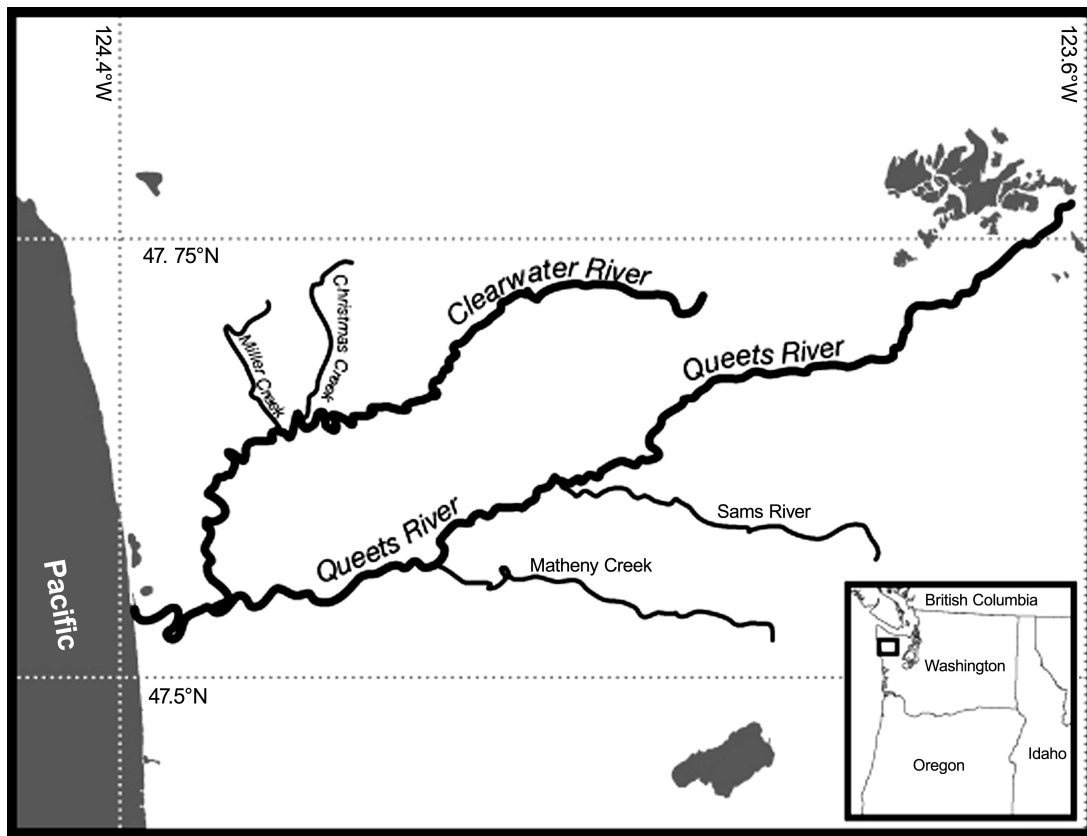 124.4°W
123.6°W
47. 75°N
Clearwater River
Christmas Creek
Miller Creek
Queets River
Queets River
Sams River
Matheny Creek
Pacific
47.5°N
British Columbia
Washington
Oregon
Idaho